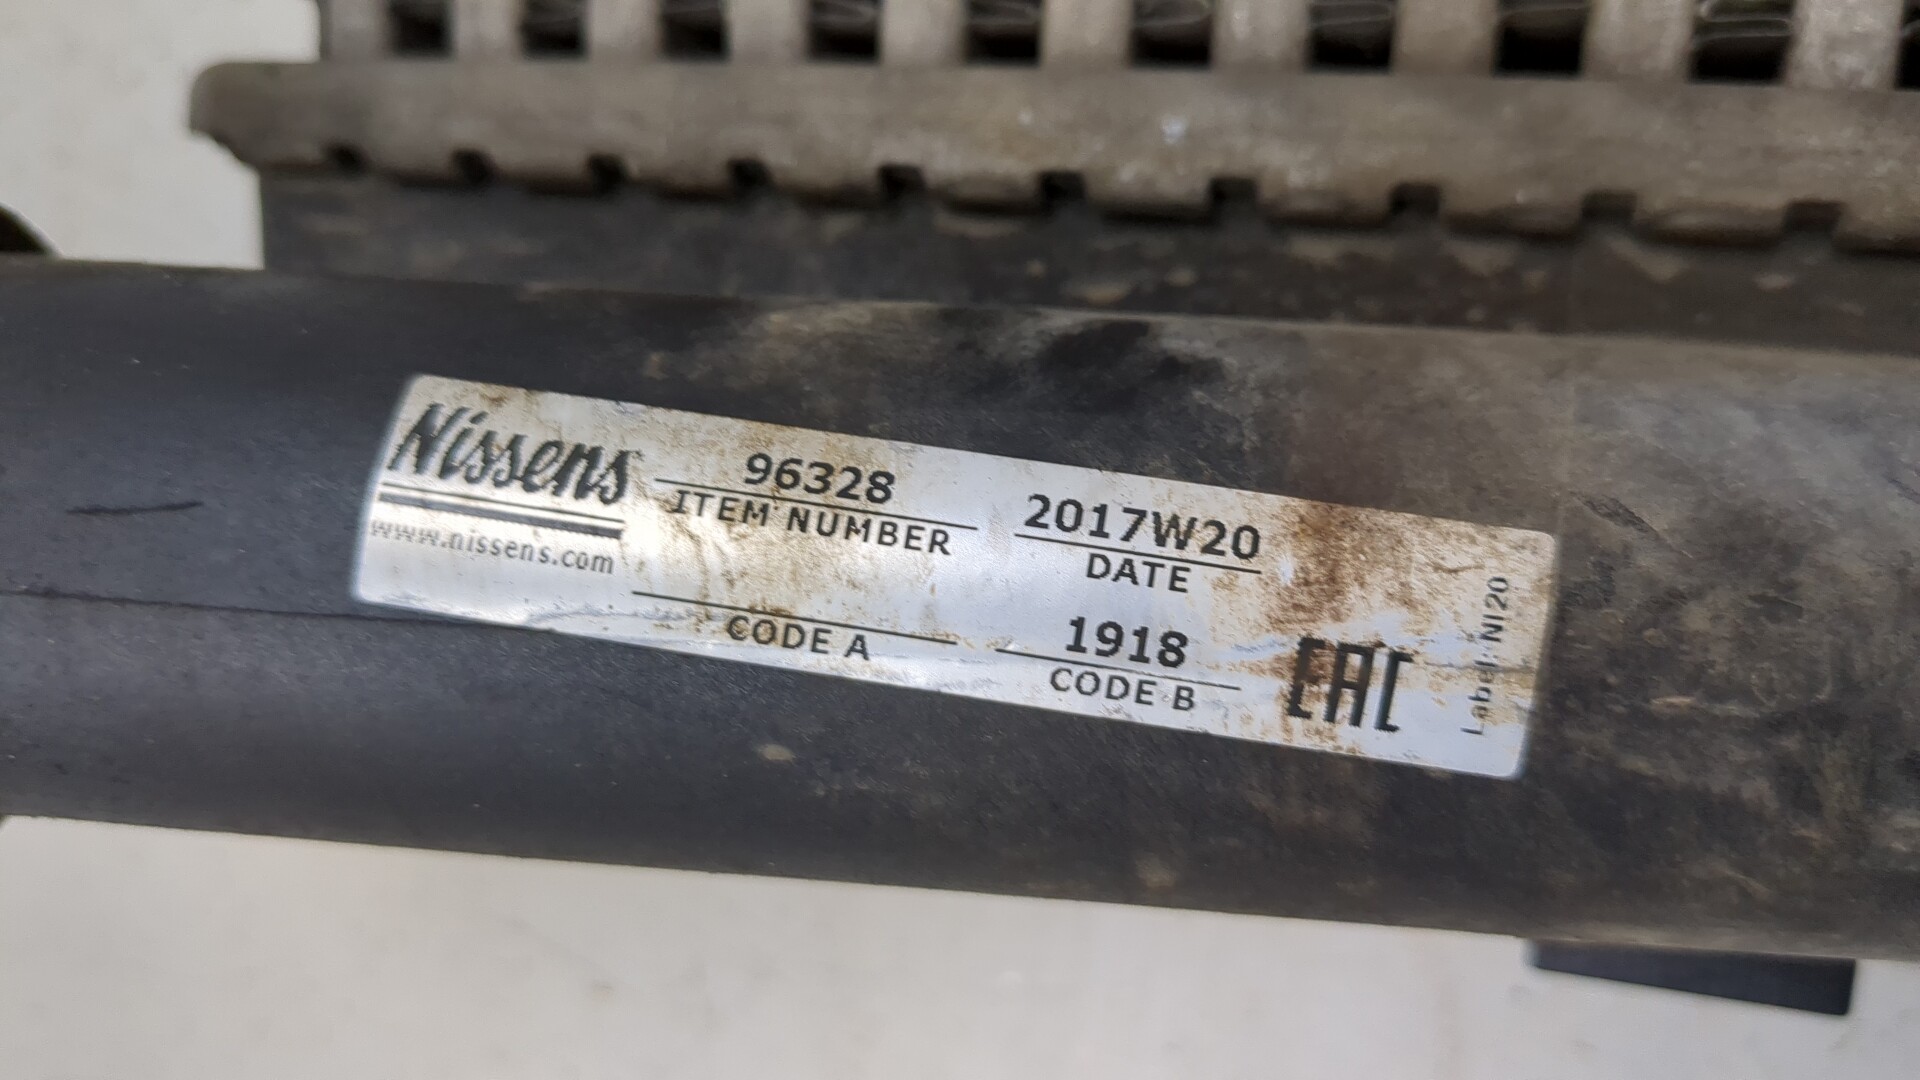 Nissens
www.nissens.com
96328
ITEM NUMBER
2017W20
DATE
CODE A
1918
CODE B
EAC
Label: NI20